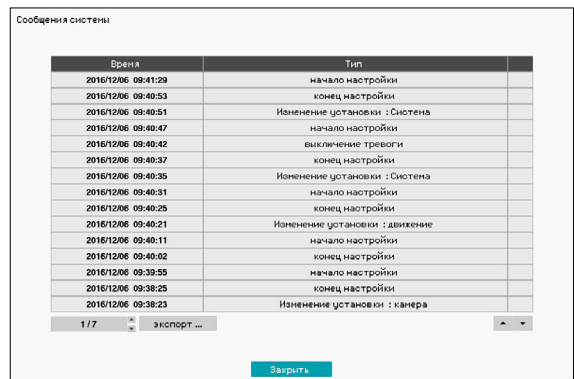 Сообщения системы
Время Тип
2016/12/06 09:41:29 начало настройки
2016/12/06 09:40:53 конец настройки
2016/12/06 09:40:51 Изменение установки : Система
2016/12/06 09:40:47 начало настройки
2016/12/06 09:40:42 выключение тревоги
2016/12/06 09:40:37 конец настройки
2016/12/06 09:40:35 Изменение установки : Система
2016/12/06 09:40:31 начало настройки
2016/12/06 09:40:25 конец настройки
2016/12/06 09:40:21 Изменение установки : движение
2016/12/06 09:40:11 начало настройки
2016/12/06 09:40:02 конец настройки
2016/12/06 09:39:55 начало настройки
2016/12/06 09:38:25 конец настройки
2016/12/06 09:38:23 Изменение установки : камера
1 / 7 экспорт ...
Закрыть